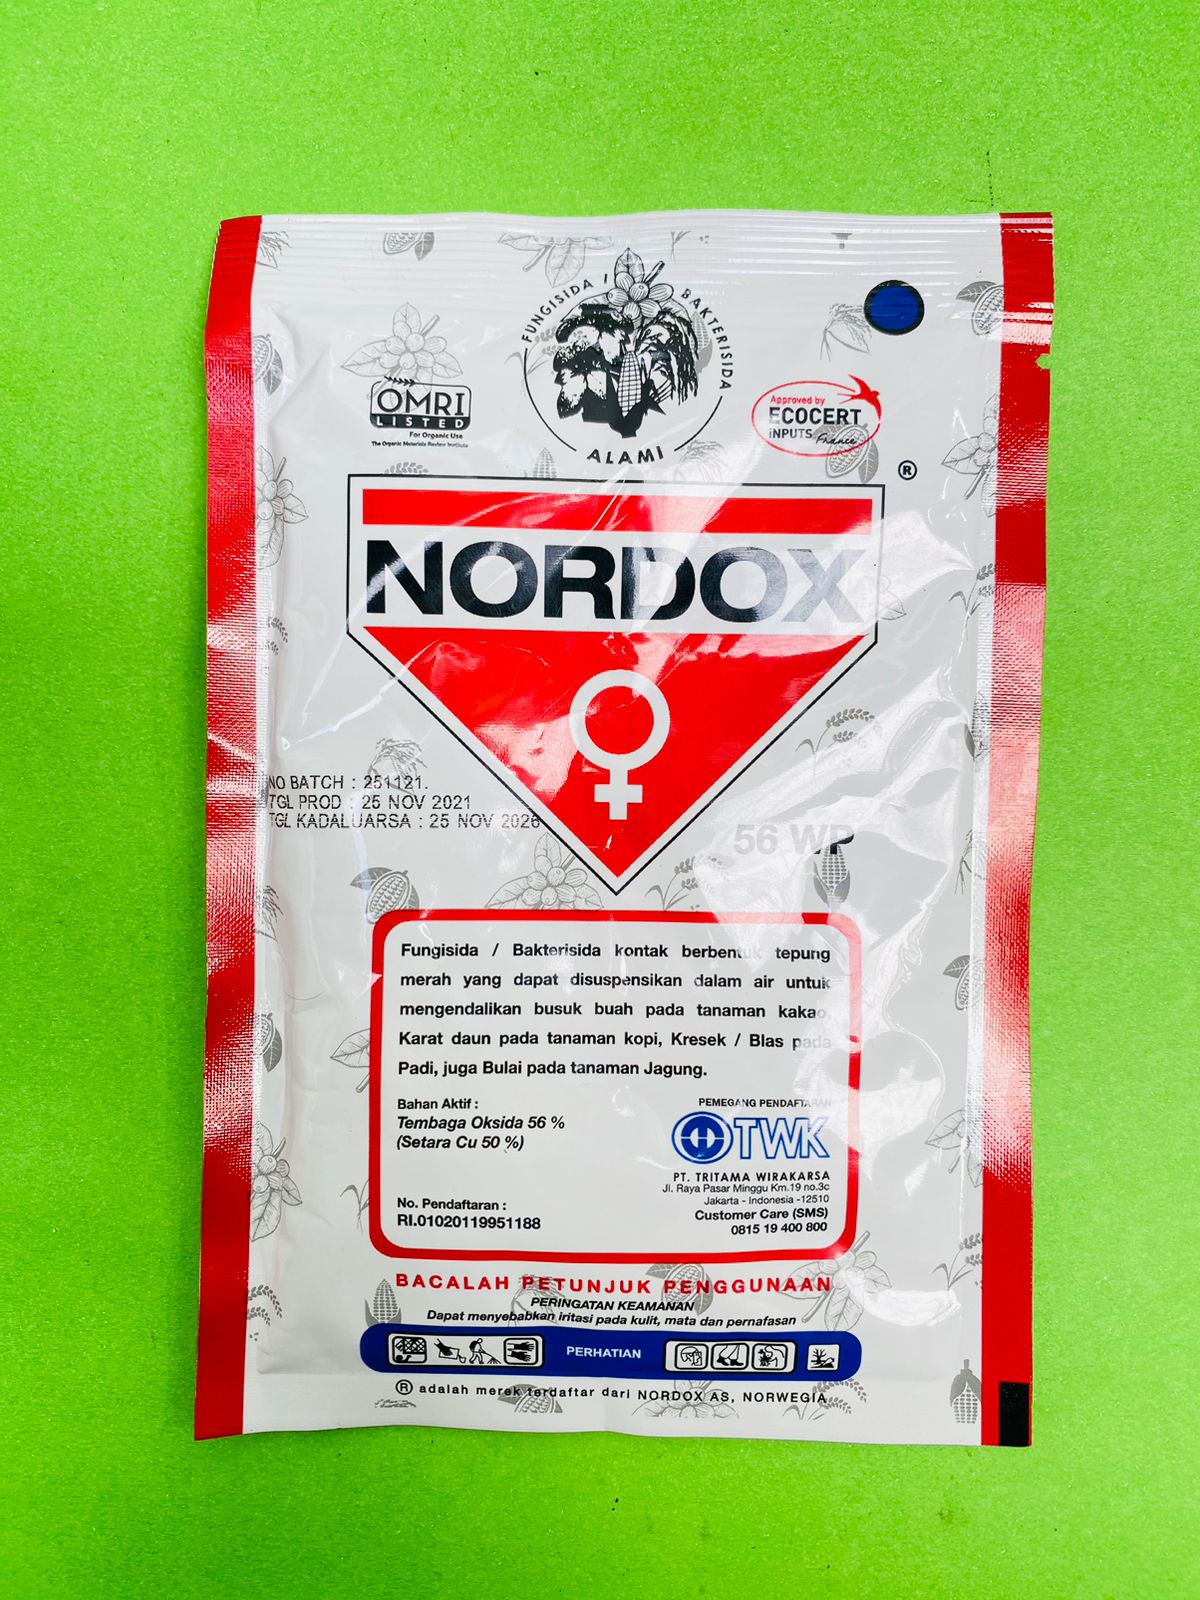 FUNGISIDA / BAKTERISIDA
ALAMI
OMRI
LISTED
For Organic Use
The Organic Materials Review Institute
Approved by
ECOCERT
INPUTS France
®
NORDOX
NO BATCH : 251121.
TGL PROD : 25 NOV 2021
TGL KADALUARSA : 25 NOV 2026
56 WP
Fungisida / Bakterisida kontak berbentuk tepung
merah yang dapat disuspensikan dalam air untuk
mengendalikan busuk buah pada tanaman kakao,
Karat daun pada tanaman kopi, Kresek / Blas pada
Padi, juga Bulai pada tanaman Jagung.
Bahan Aktif :
Tembaga Oksida 56 %
(Setara Cu 50 %)
No. Pendaftaran :
RI.01020119951188
PEMEGANG PENDAFTARAN
TWK
PT. TRITAMA WIRAKARSA
Jl. Raya Pasar Minggu Km.19 no.3c
Jakarta - Indonesia -12510
Customer Care (SMS)
0815 19 400 800
BACALAH PETUNJUK PENGGUNAAN
PERINGATAN KEAMANAN
Dapat menyebabkan iritasi pada kulit, mata dan pernafasan
PERHATIAN
® adalah merek terdaftar dari NORDOX AS, NORWEGIA